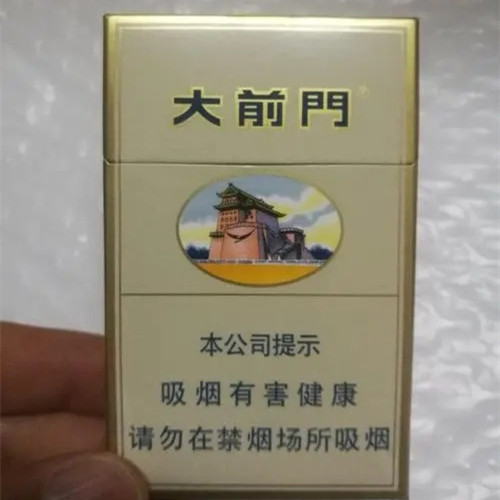 大前門
本公司提示
吸烟有害健康
请勿在禁烟场所吸烟